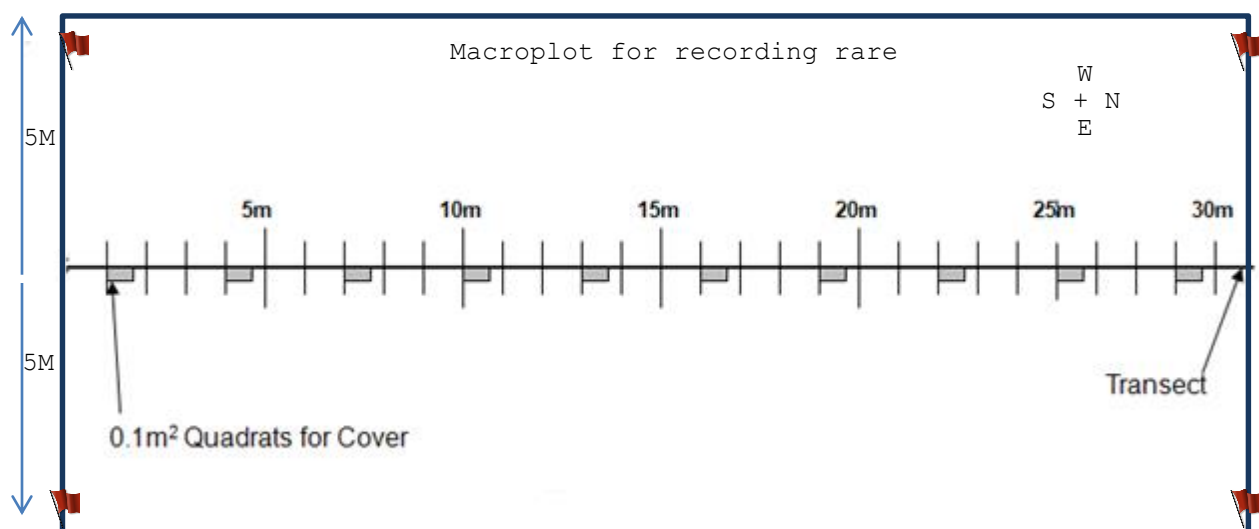 Macroplot for recording rare
W
S + N
E
5M
5m
10m
15m
20m
25m
30m
5M
Transect
0.1m² Quadrats for Cover